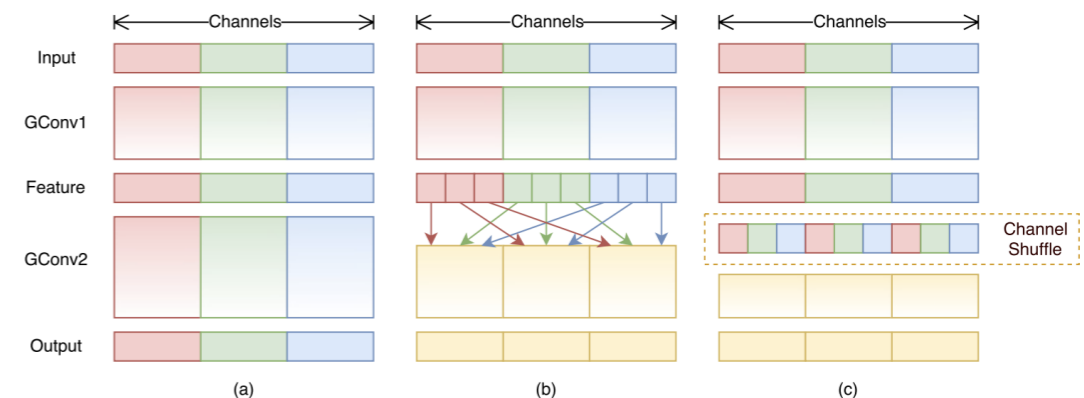 Channels Channels Channels
Input
GConv1
Feature
Channel
Shuffle
GConv2
Output
(a) (b) (c)